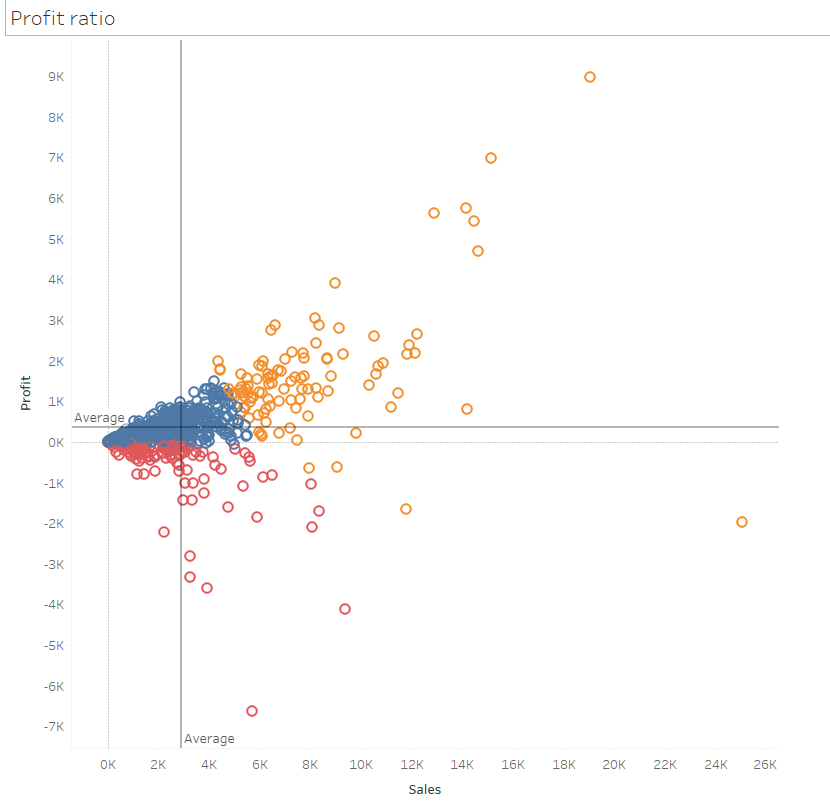 Profit ratio
9K
8K
7K
6K
5K
4K
3K
2K
1K
Average
0K
-1K
-2K
-3K
-4K
-5K
-6K
-7K
Profit
Average
0K 2K 4K 6K 8K 10K 12K 14K 16K 18K 20K 22K 24K 26K
Sales